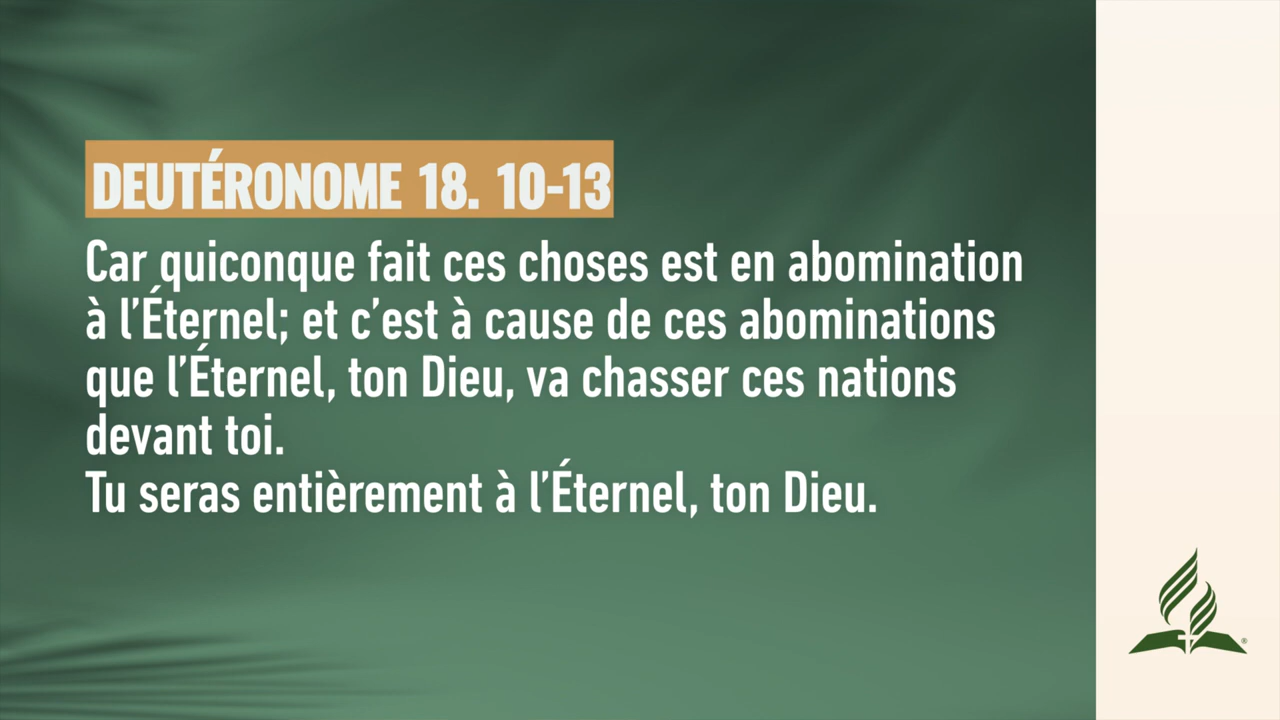 DEUTÉRONOME 18. 10-13
Car quiconque fait ces choses est en abomination
à l’Éternel; et c’est à cause de ces abominations
que l’Éternel, ton Dieu, va chasser ces nations
devant toi.
Tu seras entièrement à l’Éternel, ton Dieu.
®